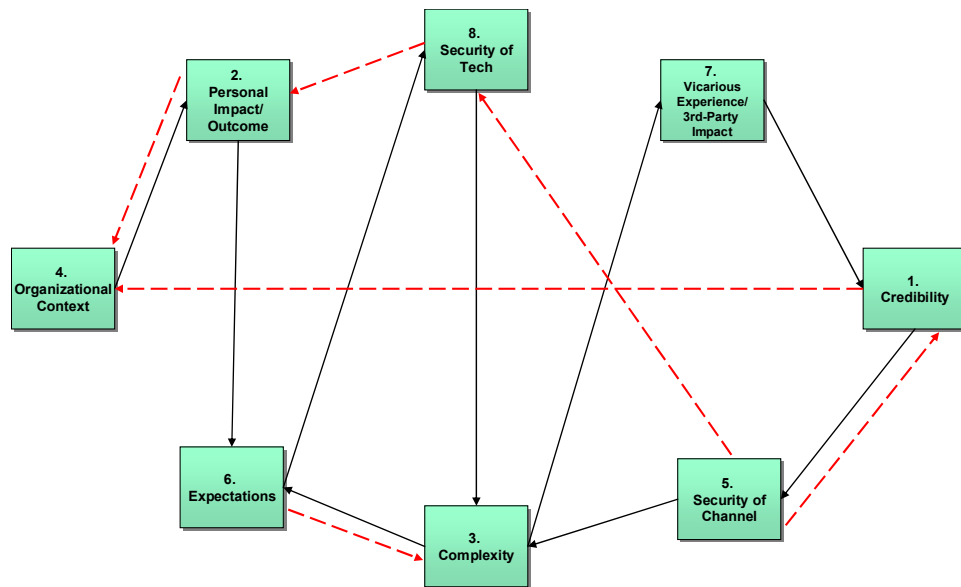 8.
Security of
Tech
2.
Personal
Impact/
Outcome
7.
Vicarious
Experience/
3rd-Party
Impact
4.
Organizational
Context
1.
Credibility
6.
Expectations
5.
Security of
Channel
3.
Complexity